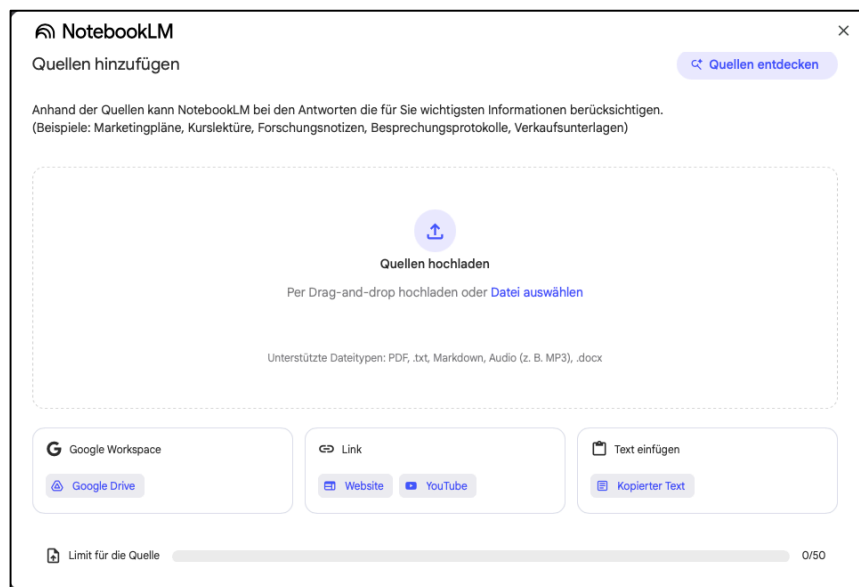 NotebookLM
Quellen hinzufügen
Quellen entdecken
Anhand der Quellen kann NotebookLM bei den Antworten die für Sie wichtigsten Informationen berücksichtigen.
(Beispiele: Marketingpläne, Kurslektüre, Forschungsnotizen, Besprechungsprotokolle, Verkaufsunterlagen)
Quellen hochladen
Per Drag-and-drop hochladen oder Datei auswählen
Unterstützte Dateitypen: PDF, .txt, Markdown, Audio (z. B. MP3), .docx
Google Workspace
Google Drive
Link
Website
YouTube
Text einfügen
Kopierter Text
Limit für die Quelle
0/50